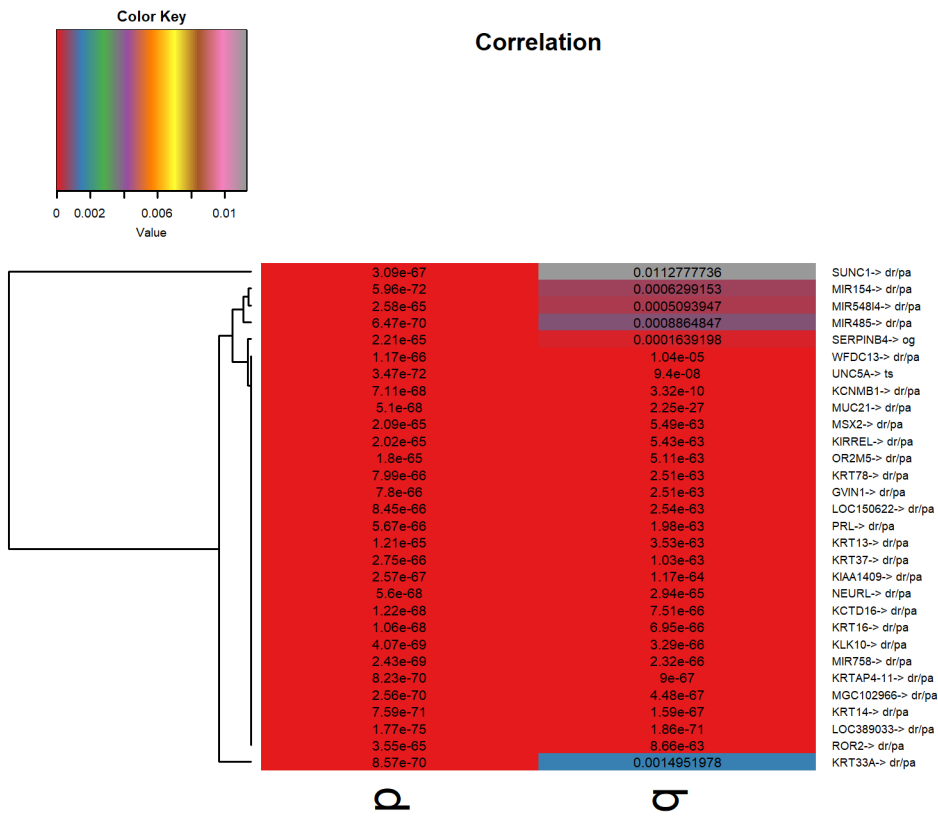 Color Key
Correlation
0 0.002 0.006 0.01
Value
3.09e-67 0.0112777736 SUNC1-> dr/pa
5.96e-72 0.0006299153 MIR154-> dr/pa
2.58e-65 0.0005093947 MIR548I4-> dr/pa
6.47e-70 0.0008864847 MIR485-> dr/pa
2.21e-65 0.0001639198 SERPINB4-> og
1.17e-66 1.04e-05 WFDC13-> dr/pa
3.47e-72 9.4e-08 UNC5A-> ts
7.11e-68 3.32e-10 KCNMB1-> dr/pa
5.1e-68 2.25e-27 MUC21-> dr/pa
2.09e-65 5.49e-63 MSX2-> dr/pa
2.02e-65 5.43e-63 KIRREL-> dr/pa
1.8e-65 5.11e-63 OR2M5-> dr/pa
7.99e-66 2.51e-63 KRT78-> dr/pa
7.8e-66 2.51e-63 GVIN1-> dr/pa
8.45e-66 2.54e-63 LOC150622-> dr/pa
5.67e-66 1.98e-63 PRL-> dr/pa
1.21e-65 3.53e-63 KRT13-> dr/pa
2.75e-66 1.03e-63 KRT37-> dr/pa
2.57e-67 1.17e-64 KIAA1409-> dr/pa
5.6e-68 2.94e-65 NEURL-> dr/pa
1.22e-68 7.51e-66 KCTD16-> dr/pa
1.06e-68 6.95e-66 KRT16-> dr/pa
4.07e-69 3.29e-66 KLK10-> dr/pa
2.43e-69 2.32e-66 MIR758-> dr/pa
8.23e-70 9e-67 KRTAP4-11-> dr/pa
2.56e-70 4.48e-67 MGC102966-> dr/pa
7.59e-71 1.59e-67 KRT14-> dr/pa
1.77e-75 1.86e-71 LOC389033-> dr/pa
3.55e-65 8.66e-63 ROR2-> dr/pa
8.57e-70 0.0014951978 KRT33A-> dr/pa
p q